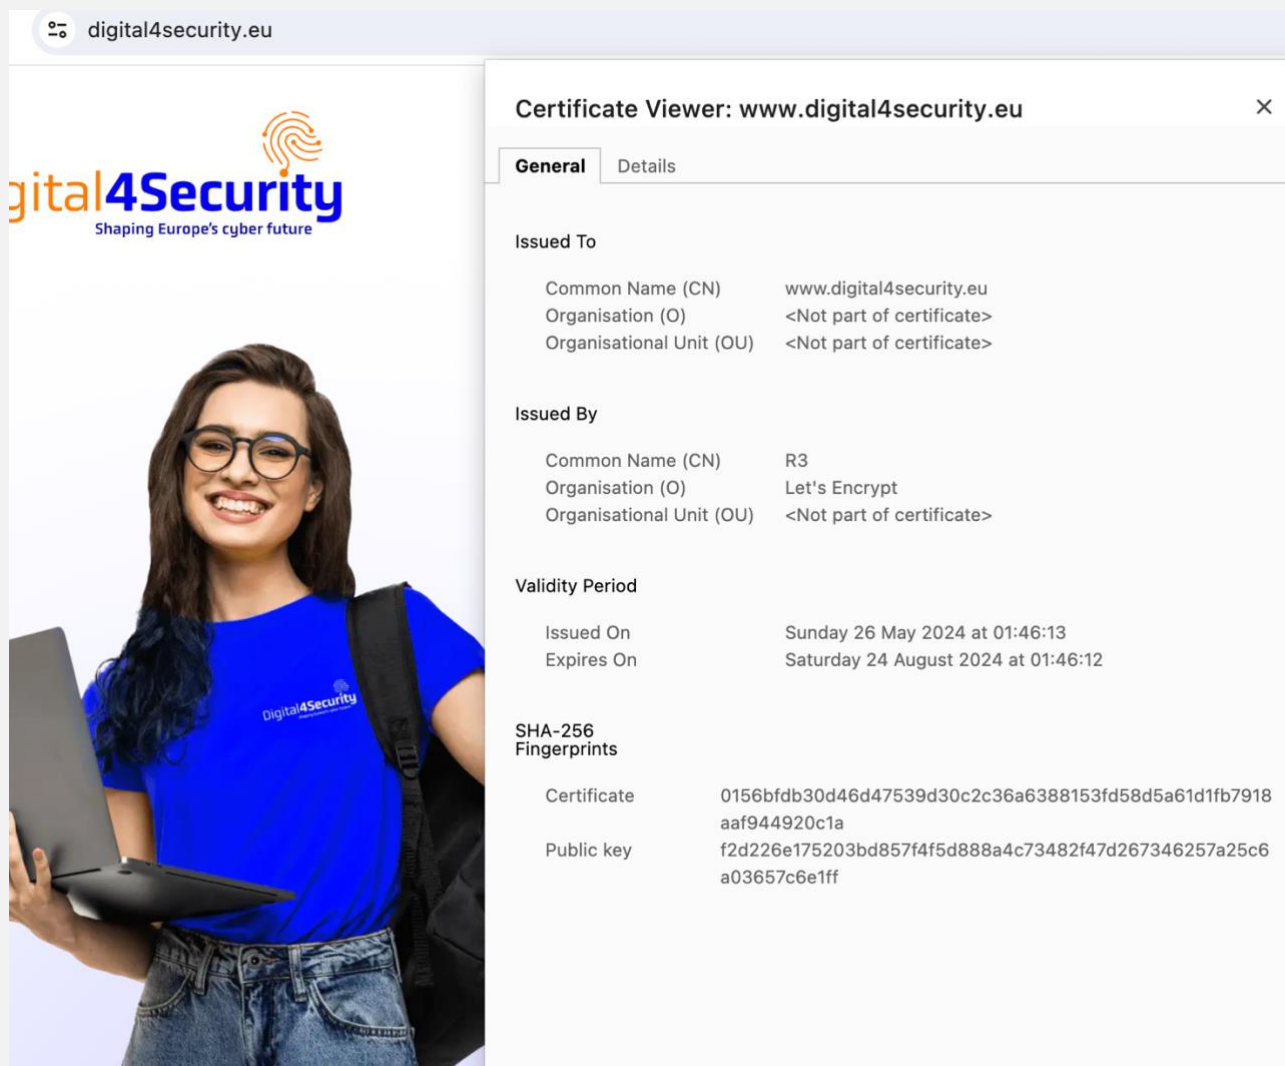 digital4security.eu
gital4Security
Shaping Europe's cyber future
Digital4Security
Certificate Viewer: www.digital4security.eu
General Details
Issued To
Common Name (CN) www.digital4security.eu
Organisation (O) <Not part of certificate>
Organisational Unit (OU) <Not part of certificate>
Issued By
Common Name (CN) R3
Organisation (O) Let's Encrypt
Organisational Unit (OU) <Not part of certificate>
Validity Period
Issued On Sunday 26 May 2024 at 01:46:13
Expires On Saturday 24 August 2024 at 01:46:12
SHA-256
Fingerprints
Certificate 0156bfdb30d46d47539d30c2c36a6388153fd58d5a61d1fb7918
aaf944920c1a
Public key f2d226e175203bd857f4f5d888a4c73482f47d267346257a25c6
a03657c6e1ff